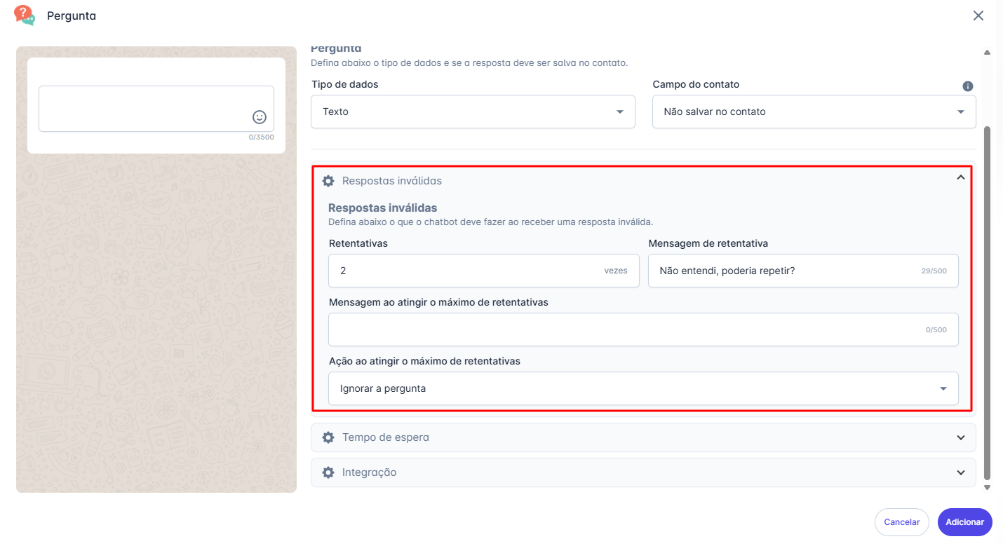 Pergunta
0/3500
Pergunta
Defina abaixo o tipo de dados e se a resposta deve ser salva no contato.
Tipo de dados
Campo do contato
Texto
Não salvar no contato
Respostas inválidas
Respostas inválidas
Defina abaixo o que o chatbot deve fazer ao receber uma resposta inválida.
Retentativas
Mensagem de retentativa
2 vezes
Não entendi, poderia repetir? 29/500
Mensagem ao atingir o máximo de retentativas
0/500
Ação ao atingir o máximo de retentativas
Ignorar a pergunta
Tempo de espera
Integração
Cancelar
Adicionar